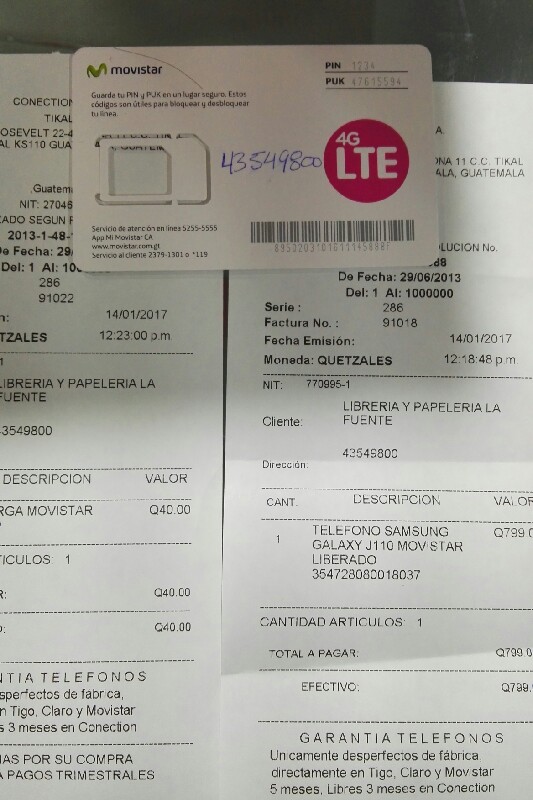 movistar
PIN 1234
PUK 47615594
Guarde tu PIN y PUK en un lugar seguro. Estos
códigos son útiles para bloquear y desbloquear
tu línea.
43549800
4G
LTE
Servicio de atención en línea 5255-5555
App Mi Movistar CA
www.movistar.com.gt
Servicio al cliente 2379-1301 o *119
CONECTION
TIKAL
OSEVELT 22-4
AL KS110 GUA
Guatema
NIT: 27046
ADO SEGUN
2013-1-48-
De Fecha: 29/
Del: 1 Al: 100
286
91022
n: 14/01/2017
TZALES 12:23:00 p.m.
LIBRERIA Y PAPELERIA LA
FUENTE
43549800
DESCRIPCION VALOR
RGA MOVISTAR Q40.00
TICULOS: 1
R: Q40.00
O: Q40.00
NTIA TELEFONOS
sperfectos de fabrica,
n Tigo, Claro y Movistar
s 3 meses en Conection
IAS POR SU COMPRA
A PAGOS TRIMESTRALES
A.
ONA 11 C.C. TIKAL
ALA, GUATEMALA
OLUCION No.
88
De Fecha: 29/06/2013
Del: 1 Al: 1000000
Serie : 286
Factura No. : 91018
Fecha Emisión: 14/01/2017
Moneda: QUETZALES 12:18:48 p.m.
NIT: 770995-1
Cliente: LIBRERIA Y PAPELERIA LA
FUENTE
43549800
Dirección:
CANT. DESCRIPCION VALOR
1 TELEFONO SAMSUNG Q799.0
GALAXY J110 MOVISTAR
LIBERADO
354728080018037
CANTIDAD ARTICULOS: 1
TOTAL A PAGAR: Q799.0
EFECTIVO: Q799.
GARANTIA TELEFONOS
Unicamente desperfectos de fábrica
directamente en Tigo, Claro y Movistar
5 meses, Libres 3 meses en Conection